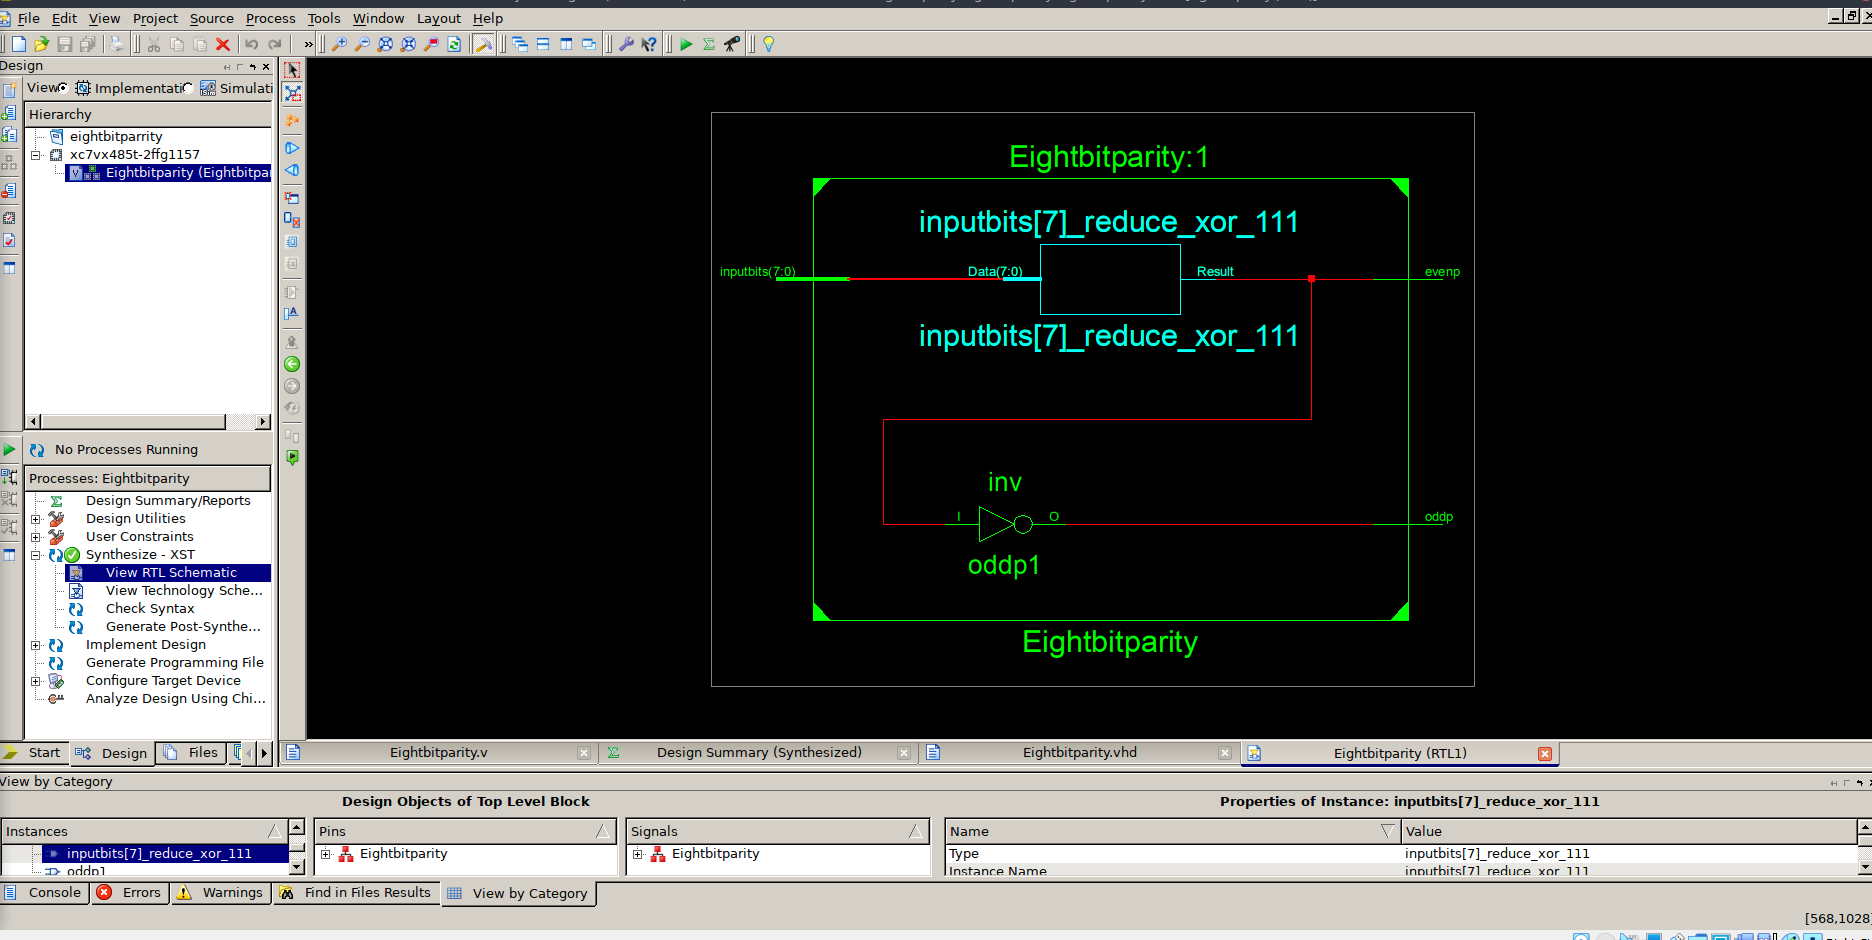 File Edit View Project Source Process Tools Window Layout Help
»
Design
View Implementati Simulati
Hierarchy
eightbitparrity
xc7vx485t-2ffg1157
Eightbitparity (Eightbitpa
No Processes Running
Processes: Eightbitparity
Design Summary/Reports
Design Utilities
User Constraints
Synthesize - XST
View RTL Schematic
View Technology Sche...
Check Syntax
Generate Post-Synthe...
Implement Design
Generate Programming File
Configure Target Device
Analyze Design Using Chi...
Start Design Files
Eightbitparity:1
inputbits[7]_reduce_xor_111
inputbits(7:0) Data(7:0) Result evenp
inputbits[7]_reduce_xor_111
inv
I O oddp
oddp1
Eightbitparity
Eightbitparity.v Design Summary (Synthesized) Eightbitparity.vhd Eightbitparity (RTL1)
View by Category
Design Objects of Top Level Block Properties of Instance: inputbits[7]_reduce_xor_111
Instances Pins Signals Name Value
inputbits[7]_reduce_xor_111 Eightbitparity Eightbitparity Type inputbits[7]_reduce_xor_111
oddp1 Instance Name inputbits[7]_reduce_xor_111
Console Errors Warnings Find in Files Results View by Category
[568,1028]